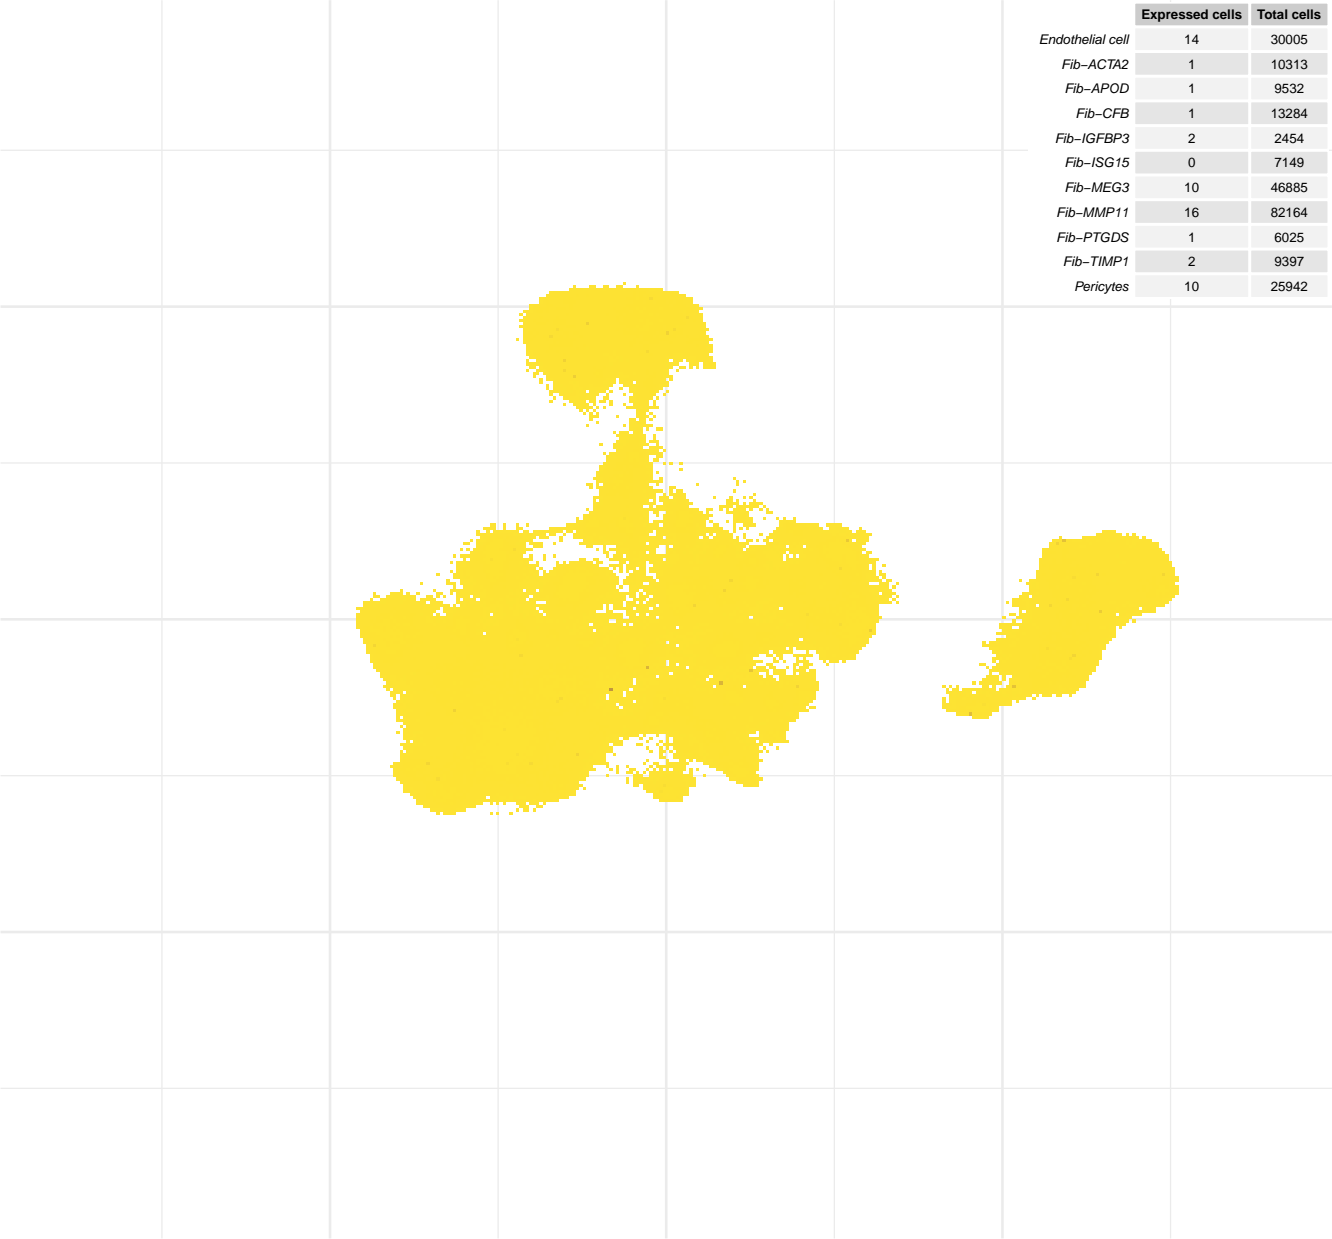 Expressed cells Total cells
Endothelial cell 14 30005
Fib−ACTA2 1 10313
Fib−APOD 1 9532
Fib−CFB 1 13284
Fib−IGFBP3 2 2454
Fib−ISG15 0 7149
Fib−MEG3 10 46885
Fib−MMP11 16 82164
Fib−PTGDS 1 6025
Fib−TIMP1 2 9397
Pericytes 10 25942